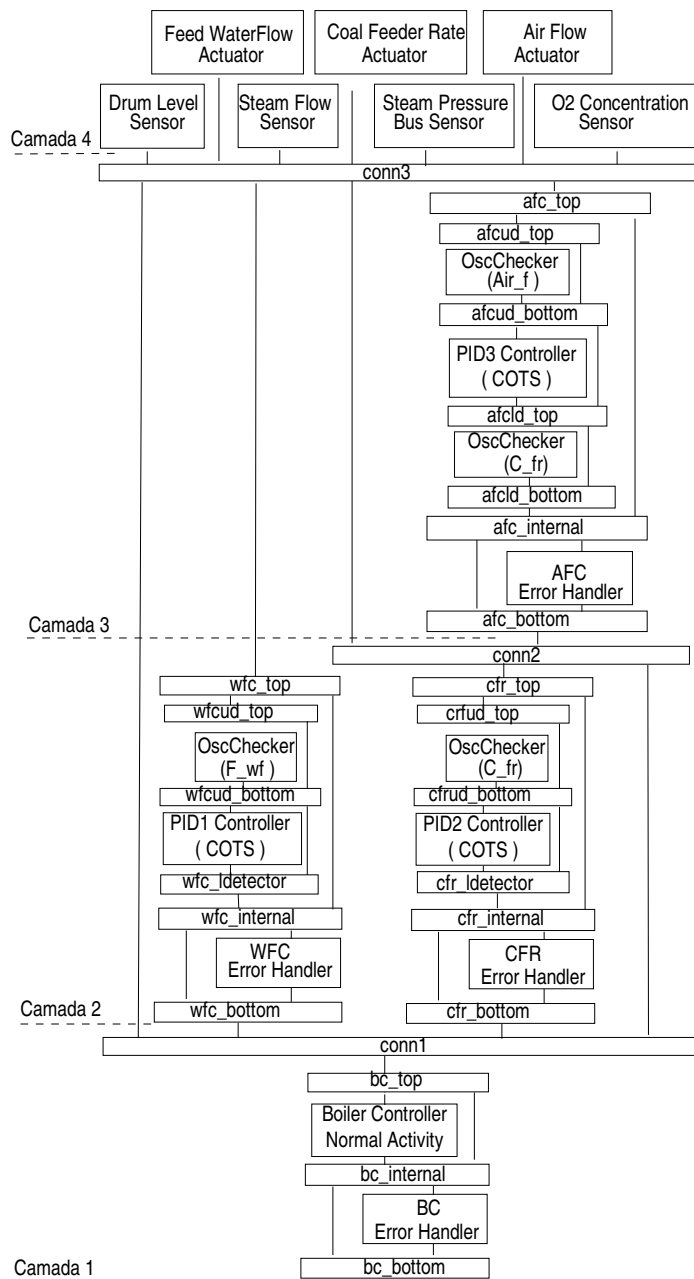 Feed WaterFlow
Actuator
Coal Feeder Rate
Actuator
Air Flow
Actuator
Drum Level
Sensor
Steam Flow
Sensor
Steam Pressure
Bus Sensor
O2 Concentration
Sensor
Camada 4
conn3
afc_top
afcud_top
OscChecker
(Air_f )
afcud_bottom
PID3 Controller
( COTS )
afcld_top
OscChecker
(C_fr)
afcld_bottom
afc_internal
AFC
Error Handler
afc_bottom
Camada 3
conn2
wfc_top
wfcud_top
OscChecker
(F_wf )
wfcud_bottom
PID1 Controller
( COTS )
wfc_ldetector
wfc_internal
WFC
Error Handler
wfc_bottom
cfr_top
crfud_top
OscChecker
(C_fr)
cfrud_bottom
PID2 Controller
( COTS )
cfr_ldetector
cfr_internal
CFR
Error Handler
cfr_bottom
Camada 2
conn1
bc_top
Boiler Controller
Normal Activity
bc_internal
BC
Error Handler
bc_bottom
Camada 1